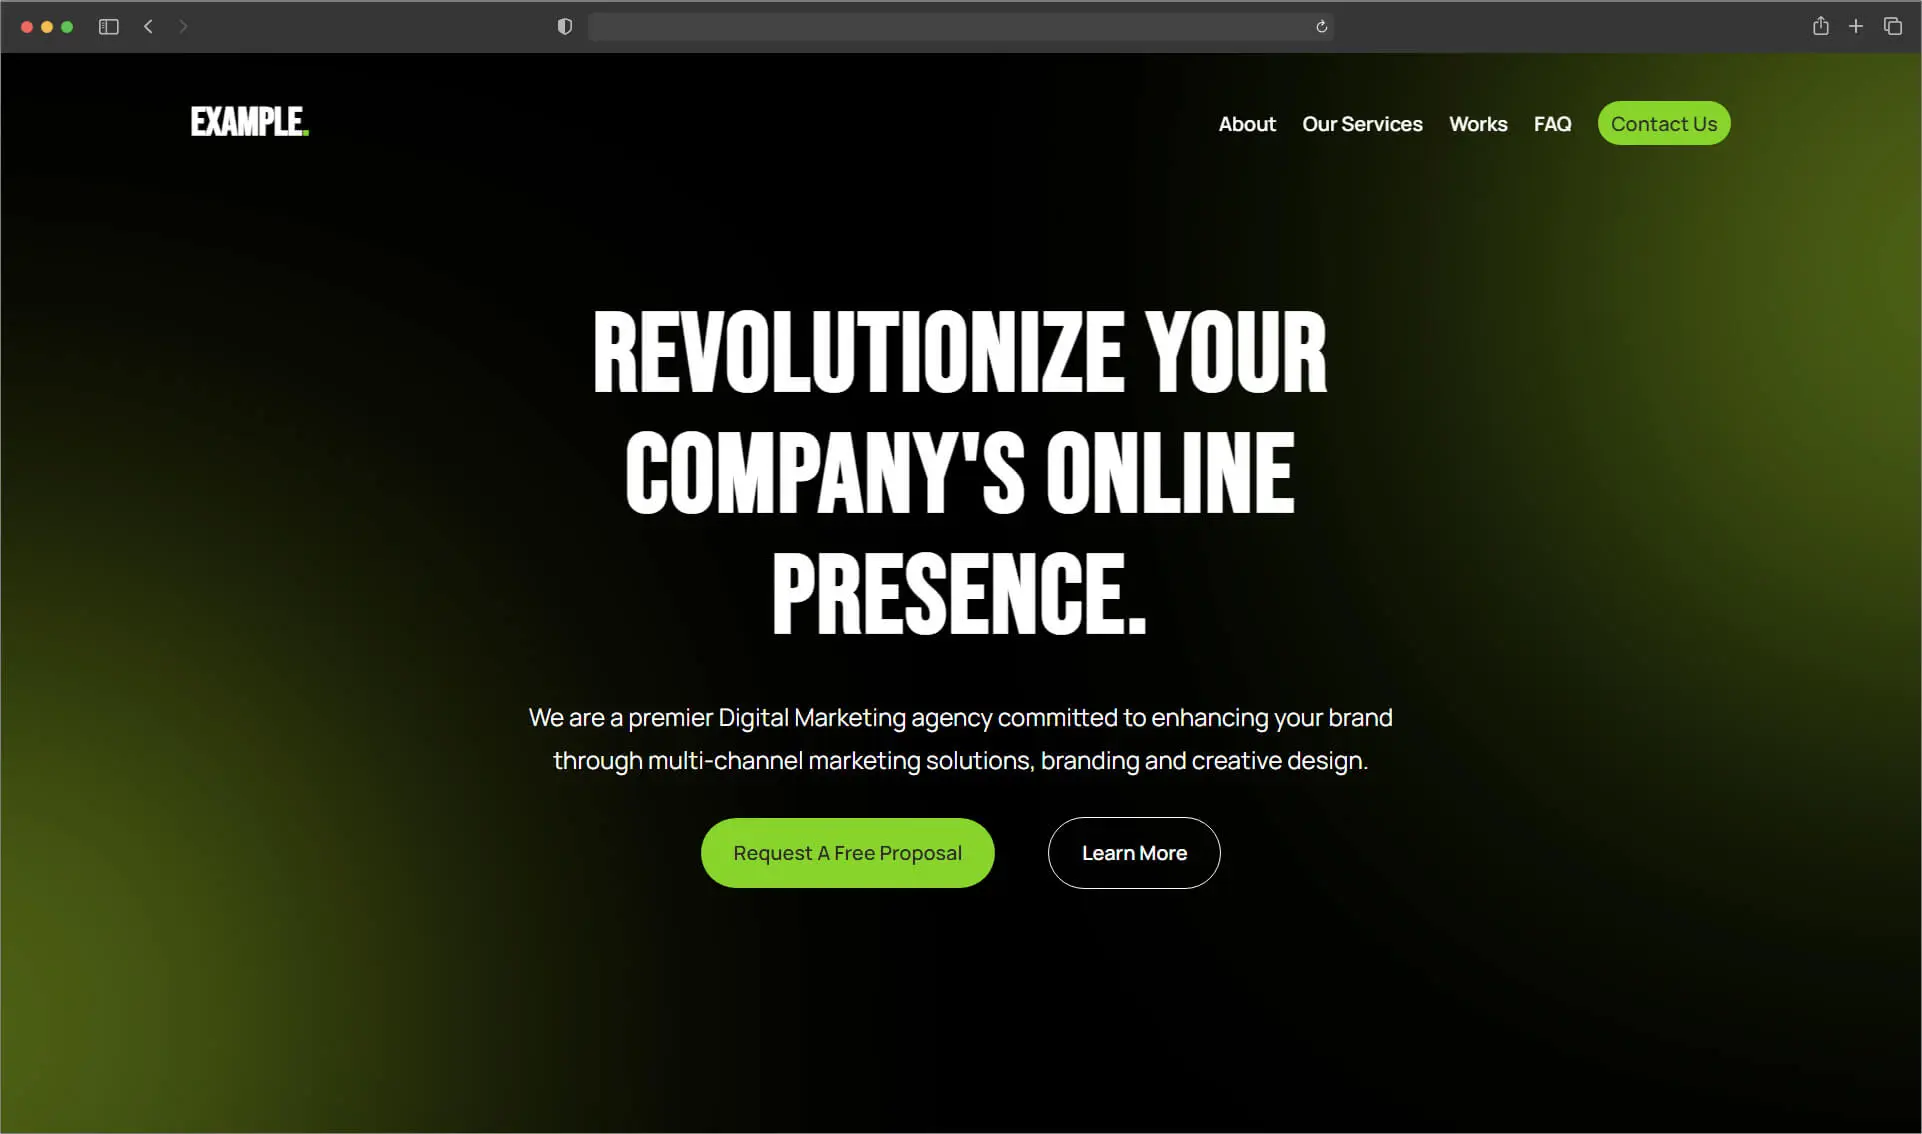 EXAMPLE.
About Our Services Works FAQ Contact Us
REVOLUTIONIZE YOUR
COMPANY'S ONLINE
PRESENCE.
We are a premier Digital Marketing agency committed to enhancing your brand
through multi-channel marketing solutions, branding and creative design.
Request A Free Proposal Learn More